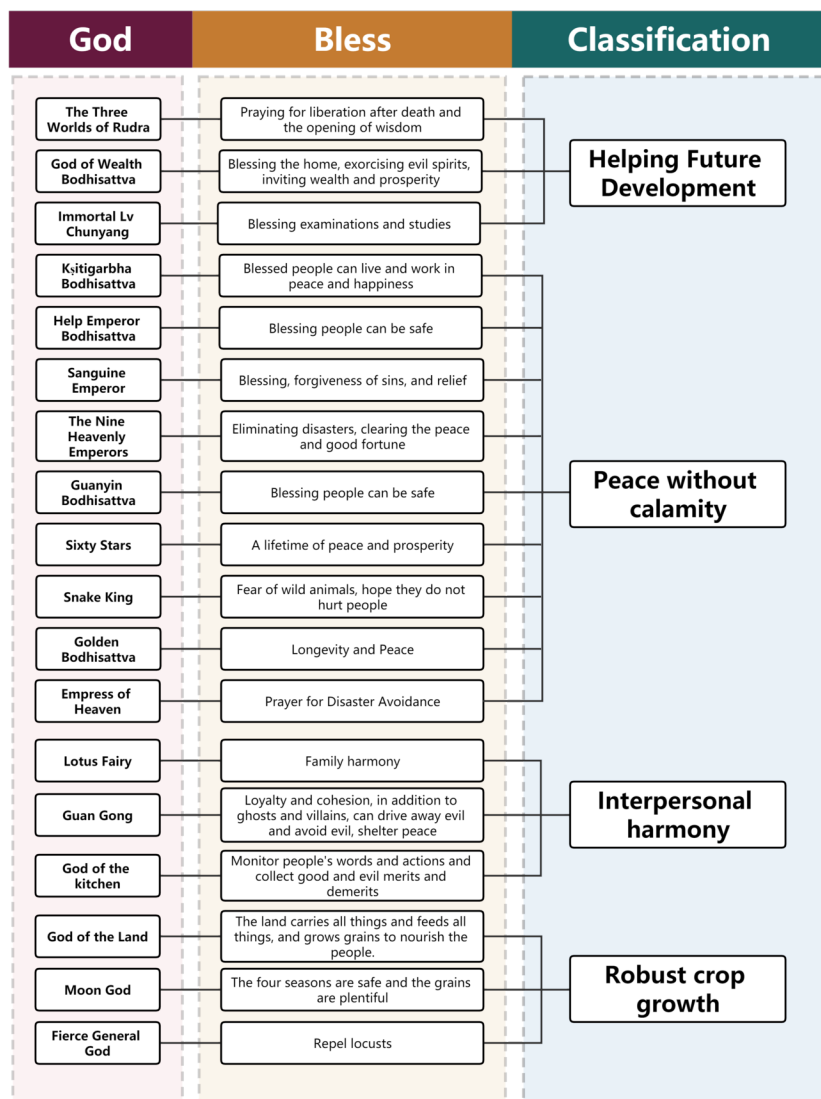 God
Bless
Classification
The Three
Worlds of Rudra
Praying for liberation after death and
the opening of wisdom
God of Wealth
Bodhisattva
Blessing the home, exorcising evil spirits,
inviting wealth and prosperity
Immortal Lv
Chunyang
Blessing examinations and studies
Helping Future
Development
Kṣitigarbha
Bodhisattva
Blessed people can live and work in
peace and happiness
Help Emperor
Bodhisattva
Blessing people can be safe
Sanguine
Emperor
Blessing, forgiveness of sins, and relief
The Nine
Heavenly
Emperors
Eliminating disasters, clearing the peace
and good fortune
Guanyin
Bodhisattva
Blessing people can be safe
Sixty Stars
A lifetime of peace and prosperity
Snake King
Fear of wild animals, hope they do not
hurt people
Golden
Bodhisattva
Longevity and Peace
Empress of
Heaven
Prayer for Disaster Avoidance
Peace without
calamity
Lotus Fairy
Family harmony
Guan Gong
Loyalty and cohesion, in addition to
ghosts and villains, can drive away evil
and avoid evil, shelter peace
God of the
kitchen
Monitor people's words and actions and
collect good and evil merits and
demerits
Interpersonal
harmony
God of the Land
The land carries all things and feeds all
things, and grows grains to nourish the
people.
Moon God
The four seasons are safe and the grains
are plentiful
Fierce General
God
Repel locusts
Robust crop
growth